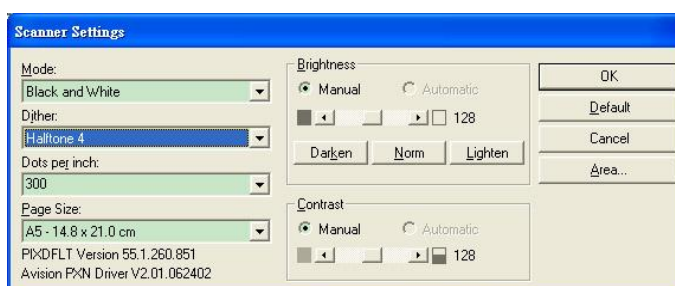 Scanner Settings
Mode:
Black and White
Dither:
Halftone 4
Dots per inch:
300
Page Size:
A5 - 14.8 x 21.0 cm
PIXDFLT Version 55.1.260.851
Avision PXN Driver V2.01.062402
Brightness
Manual Automatic
128
Darken Norm Lighten
Contrast
Manual Automatic
128
OK
Default
Cancel
Area...